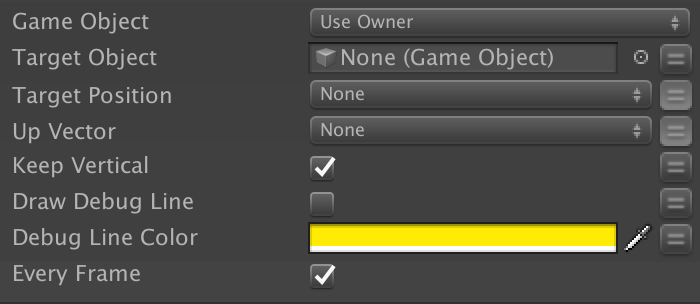 Game Object Use Owner
Target Object None (Game Object)
Target Position None
Up Vector None
Keep Vertical
Draw Debug Line
Debug Line Color
Every Frame